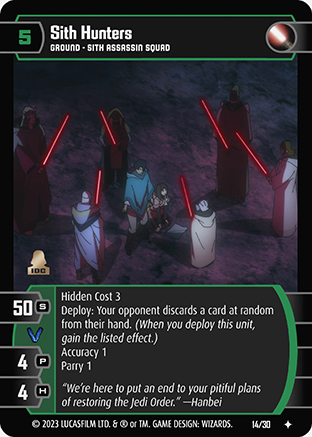 5
Sith Hunters
GROUND - SITH ASSASSIN SQUAD
IDC
50 S
4 P
4 H
Hidden Cost 3
Deploy: Your opponent discards a card at random
from their hand. (When you deploy this unit,
gain the listed effect.)
Accuracy 1
Parry 1
“We’re here to put an end to your pitiful plans
of restoring the Jedi Order.” —Hanbei
© 2023 LUCASFILM LTD. & ® or TM. GAME DESIGN: WIZARDS. 14/30